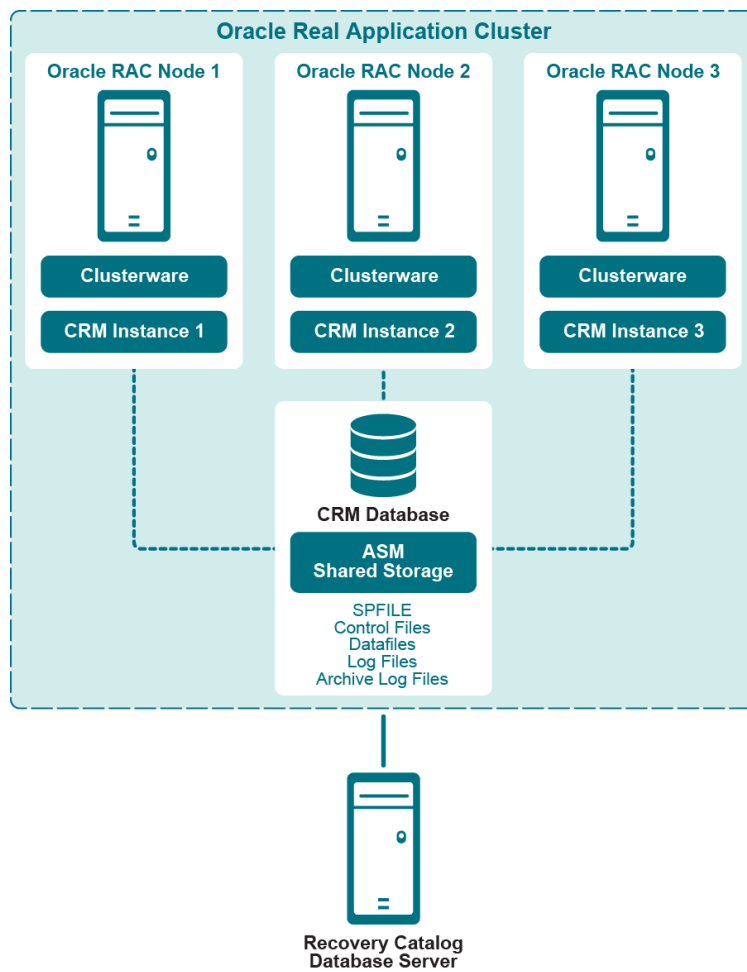 Oracle Real Application Cluster
Oracle RAC Node 1
Clusterware
CRM Instance 1
Oracle RAC Node 2
Clusterware
CRM Instance 2
Oracle RAC Node 3
Clusterware
CRM Instance 3
CRM Database
ASM
Shared Storage
SPFILE
Control Files
Datafiles
Log Files
Archive Log Files
Recovery Catalog
Database Server